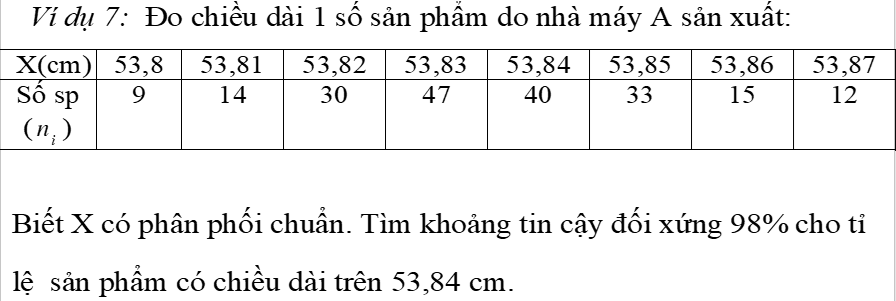 Ví dụ 7: Đo chiều dài 1 số sản phẩm do nhà máy A sản xuất:
X(cm) 53,8 53,81 53,82 53,83 53,84 53,85 53,86 53,87
Số sp 9 14 30 47 40 33 15 12
(nᵢ)
Biết X có phân phối chuẩn. Tìm khoảng tin cậy đối xứng 98% cho tỉ
lệ sản phẩm có chiều dài trên 53,84 cm.